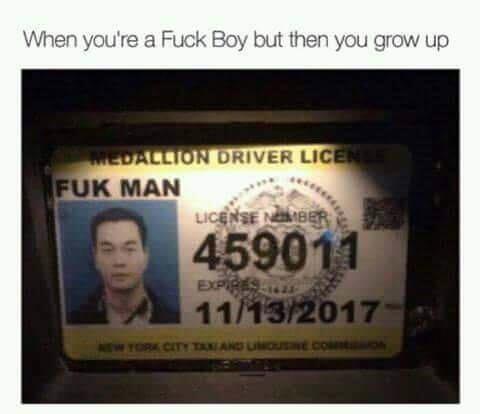 When you're a Fuck Boy but then you grow up
MEDALLION DRIVER LICENSE
FUK MAN
LICENSE NUMBER
459011
EXPIRES
11/13/2017
NEW YORK CITY TAXI AND LIMOUSINE COMMISSION